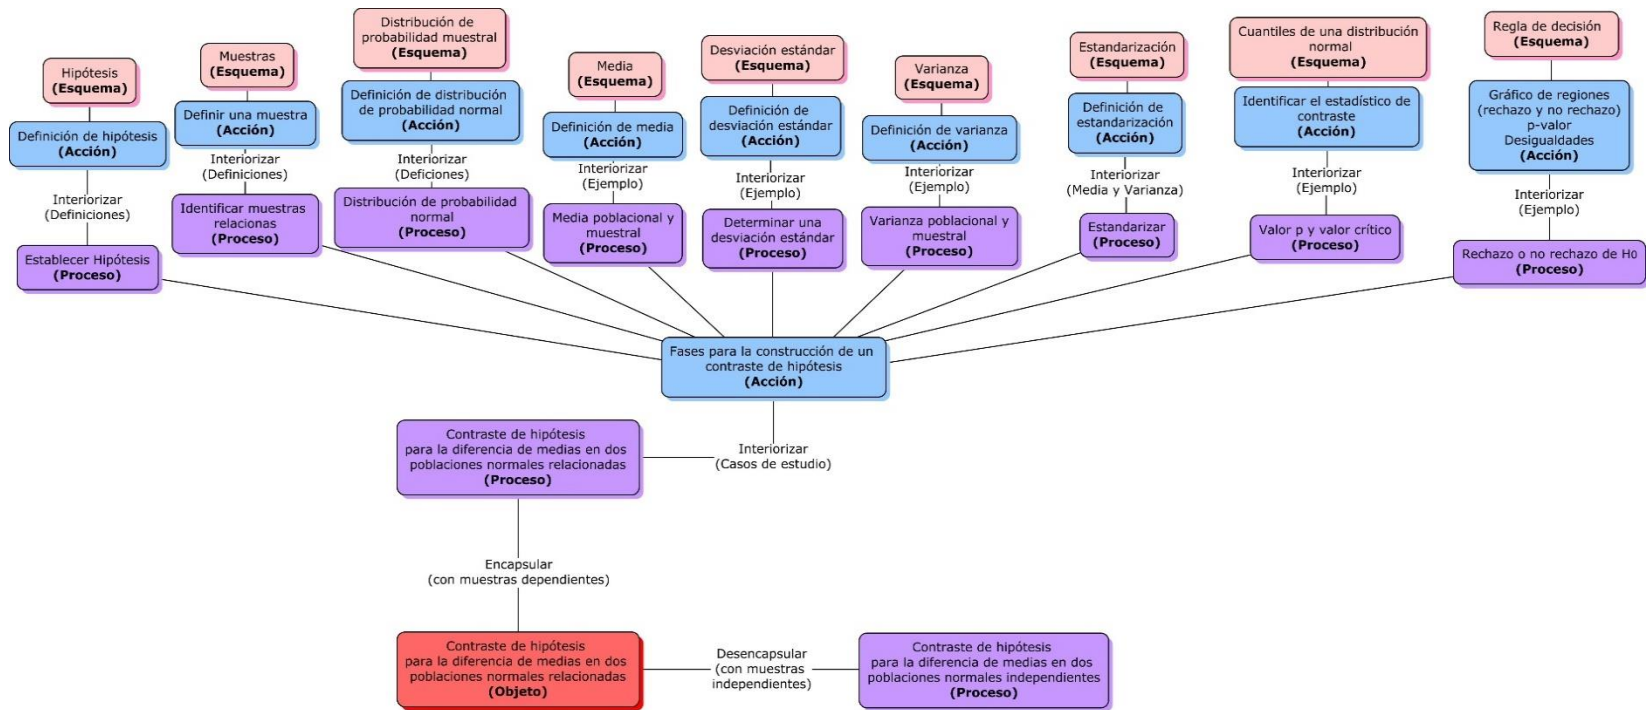 Hipótesis
(Esquema)
Definición de hipótesis
(Acción)
Interiorizar
(Definiciones)
Establecer Hipótesis
(Proceso)
Muestras
(Esquema)
Definir una muestra
(Acción)
Interiorizar
(Definiciones)
Identificar muestras
relacionas
(Proceso)
Distribución de
probabilidad muestral
(Esquema)
Definición de distribución
de probabilidad normal
(Acción)
Interiorizar
(Deficiones)
Distribución de probabilidad
normal
(Proceso)
Media
(Esquema)
Definición de media
(Acción)
Interiorizar
(Ejemplo)
Media poblacional y
muestral
(Proceso)
Desviación estándar
(Esquema)
Definición de
desviación estándar
(Acción)
Interiorizar
(Ejemplo)
Determinar una
desviación estándar
(Proceso)
Varianza
(Esquema)
Definición de varianza
(Acción)
Interiorizar
(Ejemplo)
Varianza poblacional y
muestral
(Proceso)
Estandarización
(Esquema)
Definición de
estandarización
(Acción)
Interiorizar
(Media y Varianza)
Estandarizar
(Proceso)
Cuantiles de una distribución
normal
(Esquema)
Identificar el estadístico de
contraste
(Acción)
Interiorizar
(Ejemplo)
Valor p y valor crítico
(Proceso)
Regla de decisión
(Esquema)
Gráfico de regiones
(rechazo y no rechazo)
p-valor
Desigualdades
(Acción)
Interiorizar
(Ejemplo)
Rechazo o no rechazo de H0
(Proceso)
Fases para la construcción de un
contraste de hipótesis
(Acción)
Interiorizar
(Casos de estudio)
Contraste de hipótesis
para la diferencia de medias en dos
poblaciones normales relacionadas
(Proceso)
Encapsular
(con muestras dependientes)
Contraste de hipótesis
para la diferencia de medias en dos
poblaciones normales relacionadas
(Objeto)
Desencapsular
(con muestras
independientes)
Contraste de hipótesis
para la diferencia de medias en dos
poblaciones normales independientes
(Proceso)